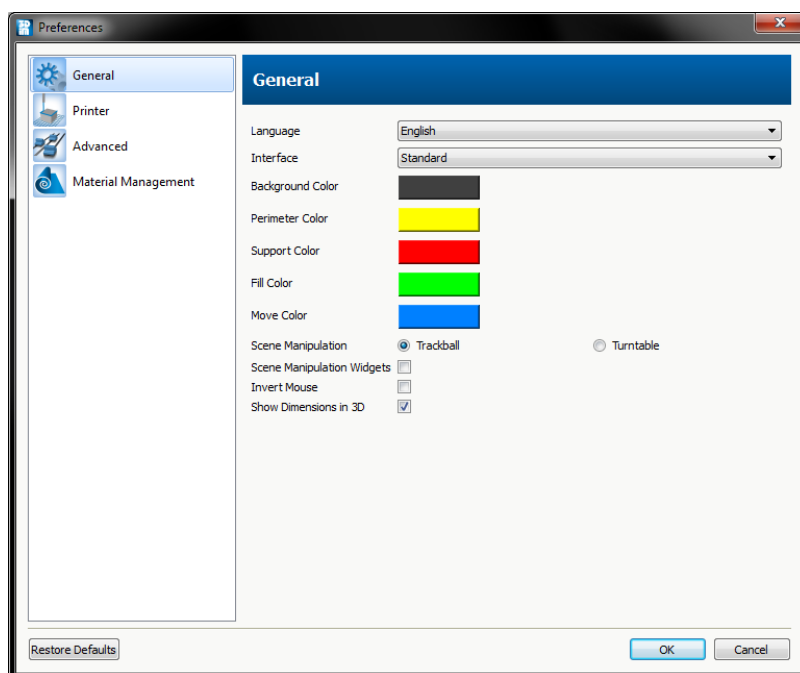 Preferences
General
Printer
Advanced
Material Management
General
Language English
Interface Standard
Background Color
Perimeter Color
Support Color
Fill Color
Move Color
Scene Manipulation Trackball Turntable
Scene Manipulation Widgets
Invert Mouse
Show Dimensions in 3D
Restore Defaults OK Cancel